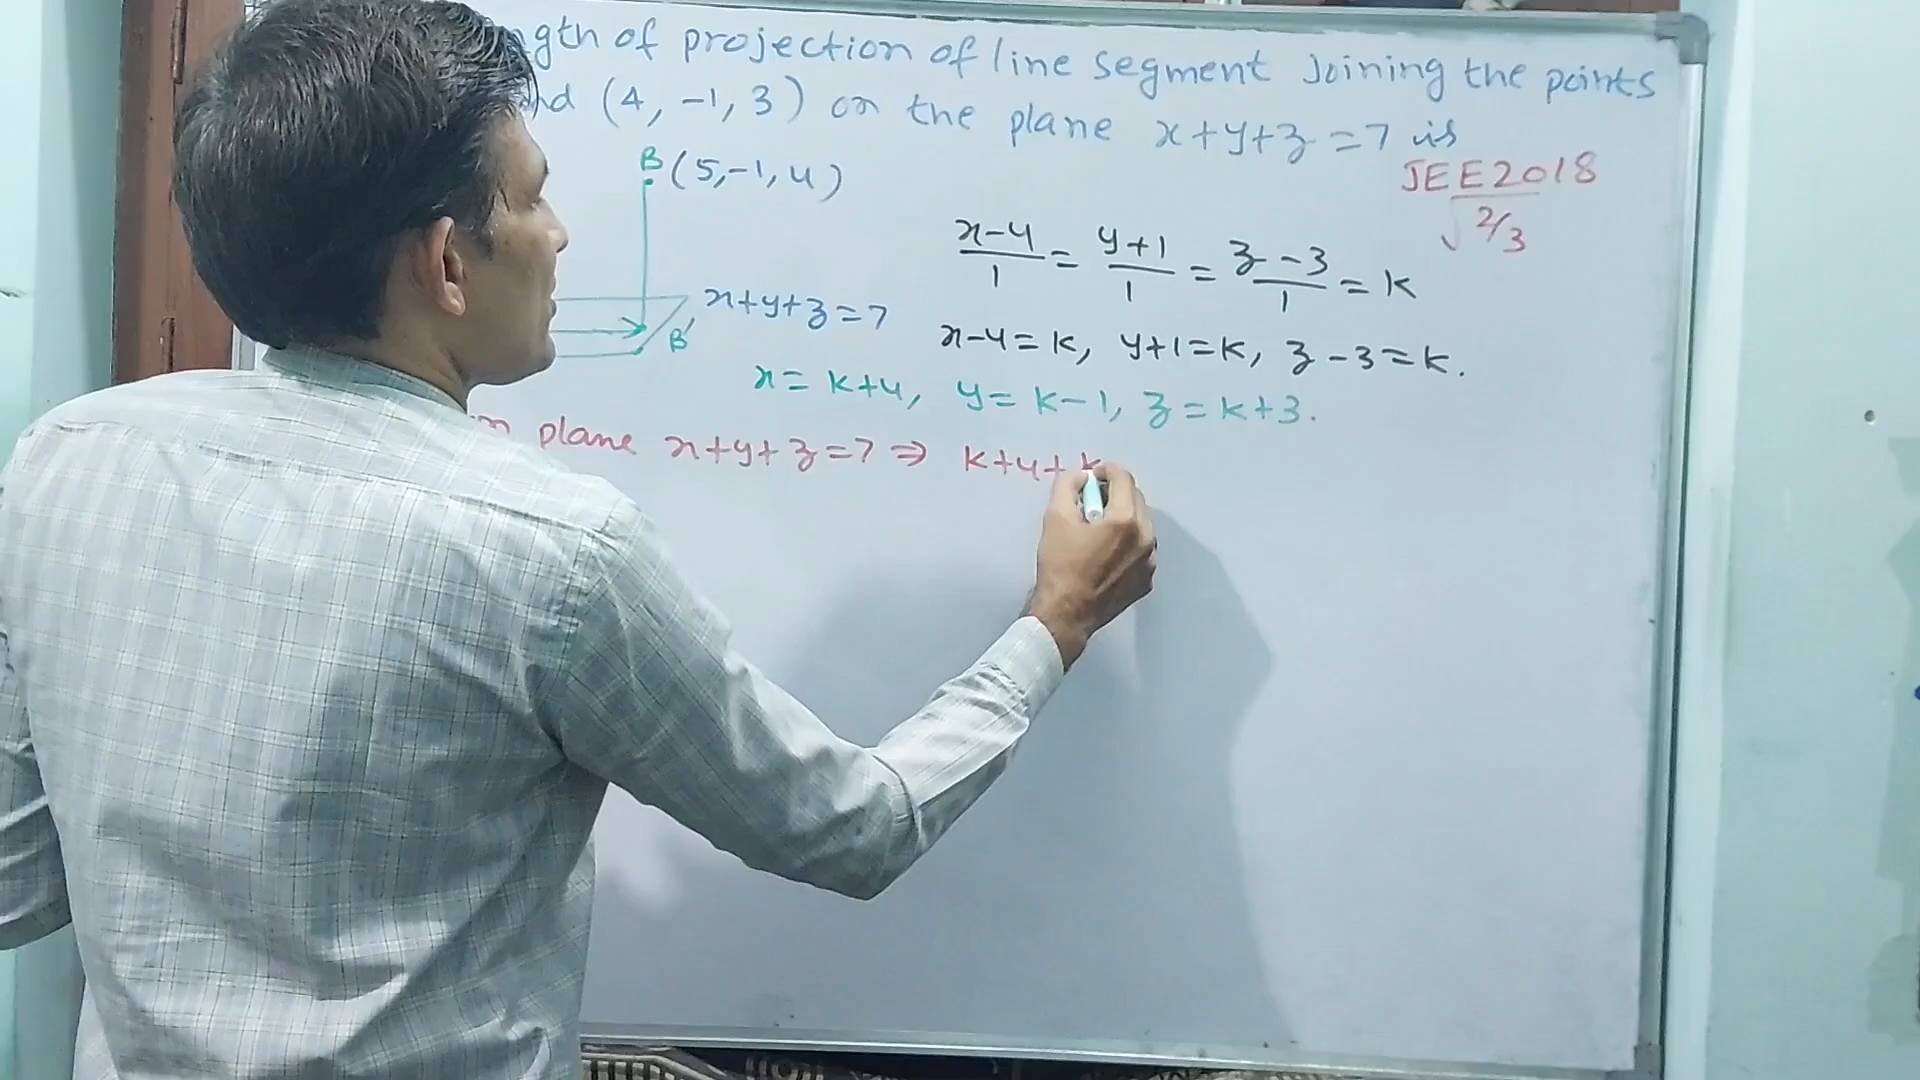 ngth of projection of line segment Joining the points
and (4, -1, 3) on the plane x+y+z=7 is
JEE2018
√2/3
B(5,-1,4)
x+y+z=7
B′
x-4/1 = y+1/1 = z-3/1 = k
x-4=k, y+1=k, z-3=k.
x=k+4, y=k-1, z=k+3.
on plane x+y+z=7 ⇒ k+4+k